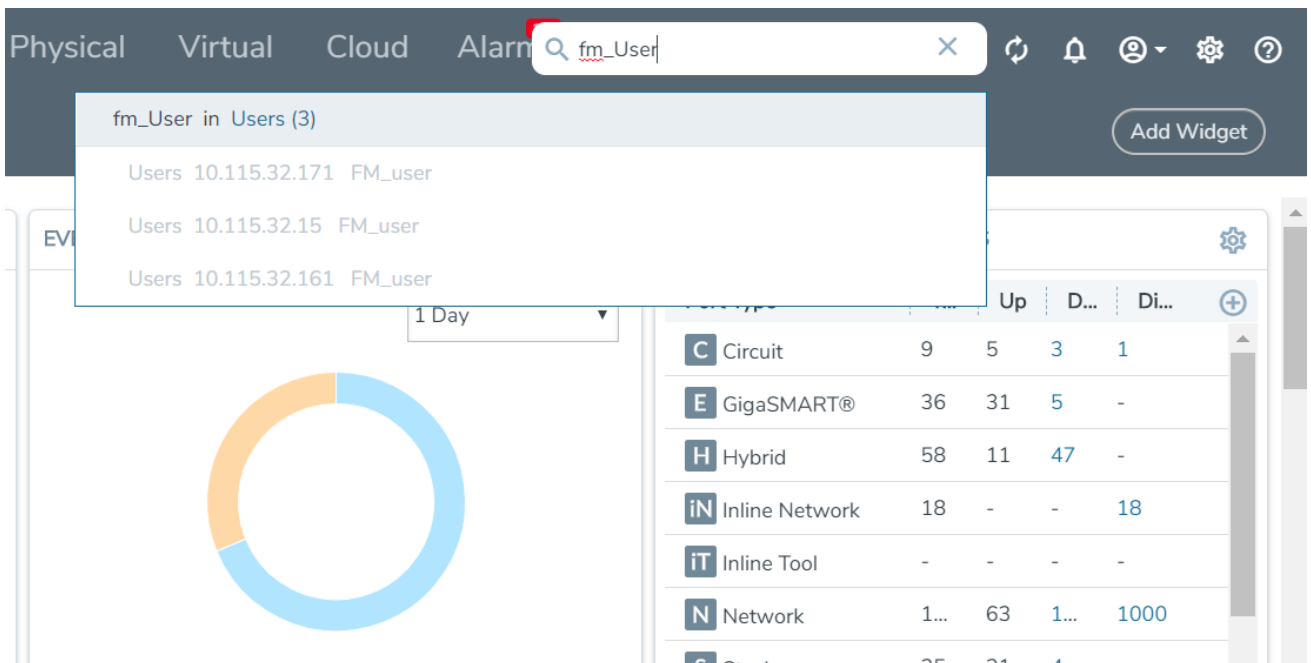 Physical Virtual Cloud Alarm fm_User
fm_User in Users (3)
Add Widget
Users 10.115.32.171 FM_user
Users 10.115.32.15 FM_user
Users 10.115.32.161 FM_user
1 Day
Up D... Di...
C Circuit 9 5 3 1
E GigaSMART® 36 31 5 -
H Hybrid 58 11 47 -
iN Inline Network 18 - - 18
iT Inline Tool - - - -
N Network 1... 63 1... 1000